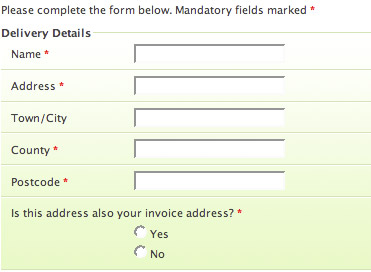 Please complete the form below. Mandatory fields marked *
Delivery Details
Name *
Address *
Town/City
County *
Postcode *
Is this address also your invoice address? *
Yes
No